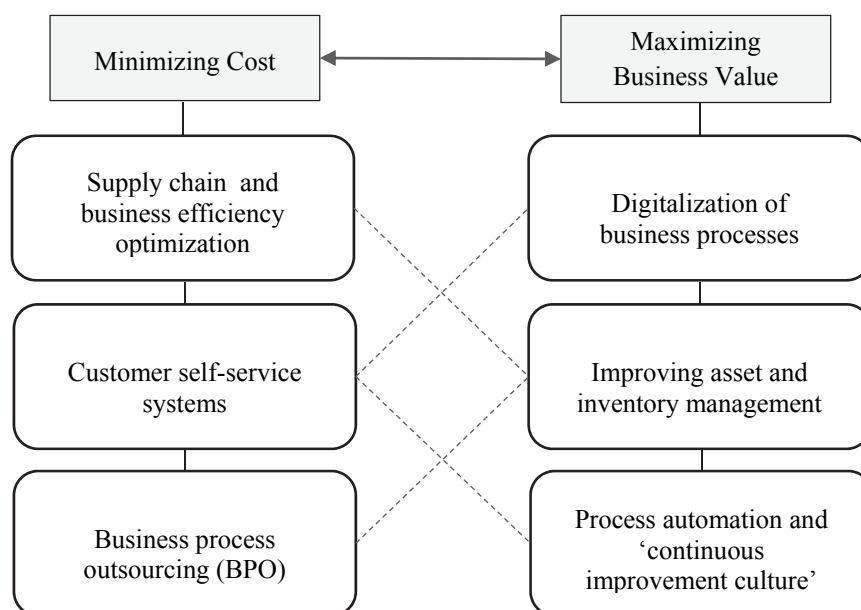 Minimizing Cost
Maximizing
Business Value
Supply chain and
business efficiency
optimization
Digitalization of
business processes
Customer self-service
systems
Improving asset and
inventory management
Business process
outsourcing (BPO)
Process automation and
‘continuous
improvement culture’